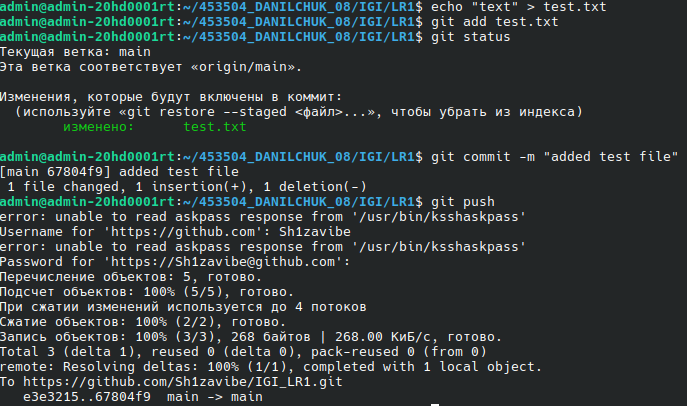 admin@admin-20hd0001rt:~/453504_DANILCHUK_08/IGI/LR1$ echo "text" > test.txt
admin@admin-20hd0001rt:~/453504_DANILCHUK_08/IGI/LR1$ git add test.txt
admin@admin-20hd0001rt:~/453504_DANILCHUK_08/IGI/LR1$ git status
Текущая ветка: main
Эта ветка соответствует «origin/main».
Изменения, которые будут включены в коммит:
  (используйте «git restore --staged <файл>...», чтобы убрать из индекса)
        изменено:      test.txt
admin@admin-20hd0001rt:~/453504_DANILCHUK_08/IGI/LR1$ git commit -m "added test file"
[main 67804f9] added test file
 1 file changed, 1 insertion(+), 1 deletion(-)
admin@admin-20hd0001rt:~/453504_DANILCHUK_08/IGI/LR1$ git push
error: unable to read askpass response from '/usr/bin/ksshaskpass'
Username for 'https://github.com': Sh1zavibe
error: unable to read askpass response from '/usr/bin/ksshaskpass'
Password for 'https://Sh1zavibe@github.com':
Перечисление объектов: 5, готово.
Подсчет объектов: 100% (5/5), готово.
При сжатии изменений используется до 4 потоков
Сжатие объектов: 100% (2/2), готово.
Запись объектов: 100% (3/3), 268 байтов | 268.00 КиБ/с, готово.
Total 3 (delta 1), reused 0 (delta 0), pack-reused 0 (from 0)
remote: Resolving deltas: 100% (1/1), completed with 1 local object.
To https://github.com/Sh1zavibe/IGI_LR1.git
   e3e3215..67804f9  main -> main